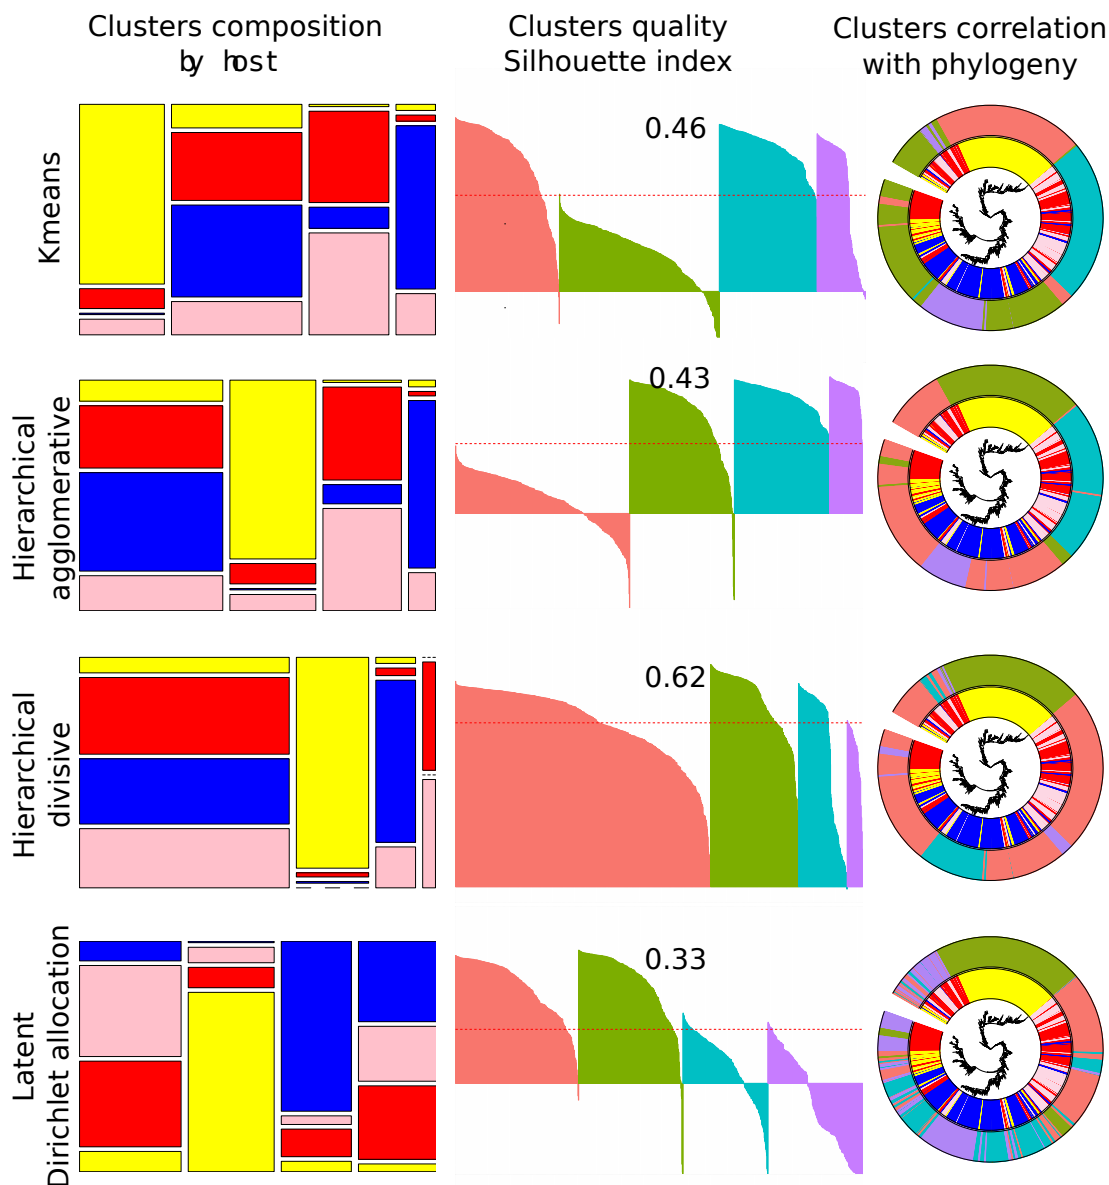 Clusters composition
by host
Clusters quality
Silhouette index
Clusters correlation
with phylogeny
Kmeans
0.46
Hierarchical
agglomerative
0.43
Hierarchical
divisive
0.62
Latent
Dirichlet allocation
0.33